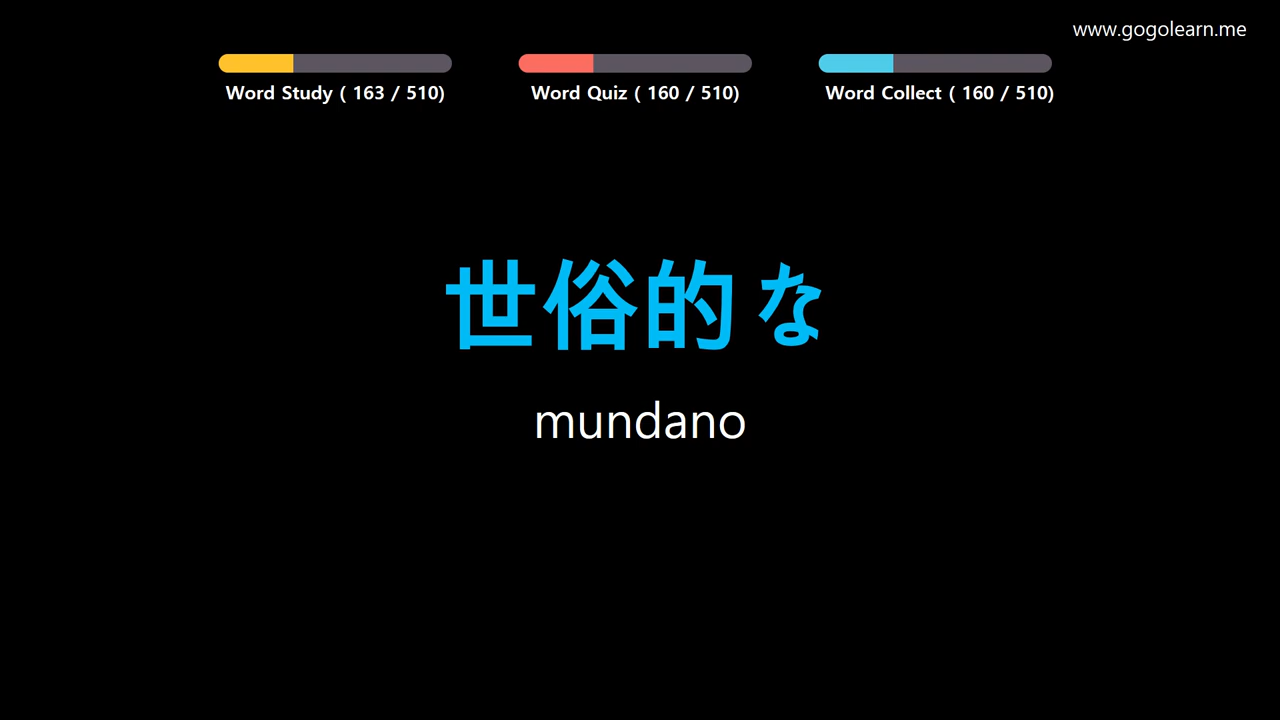 www.gogolearn.me
Word Study ( 163 / 510)
Word Quiz ( 160 / 510)
Word Collect ( 160 / 510)
世俗的な
mundano